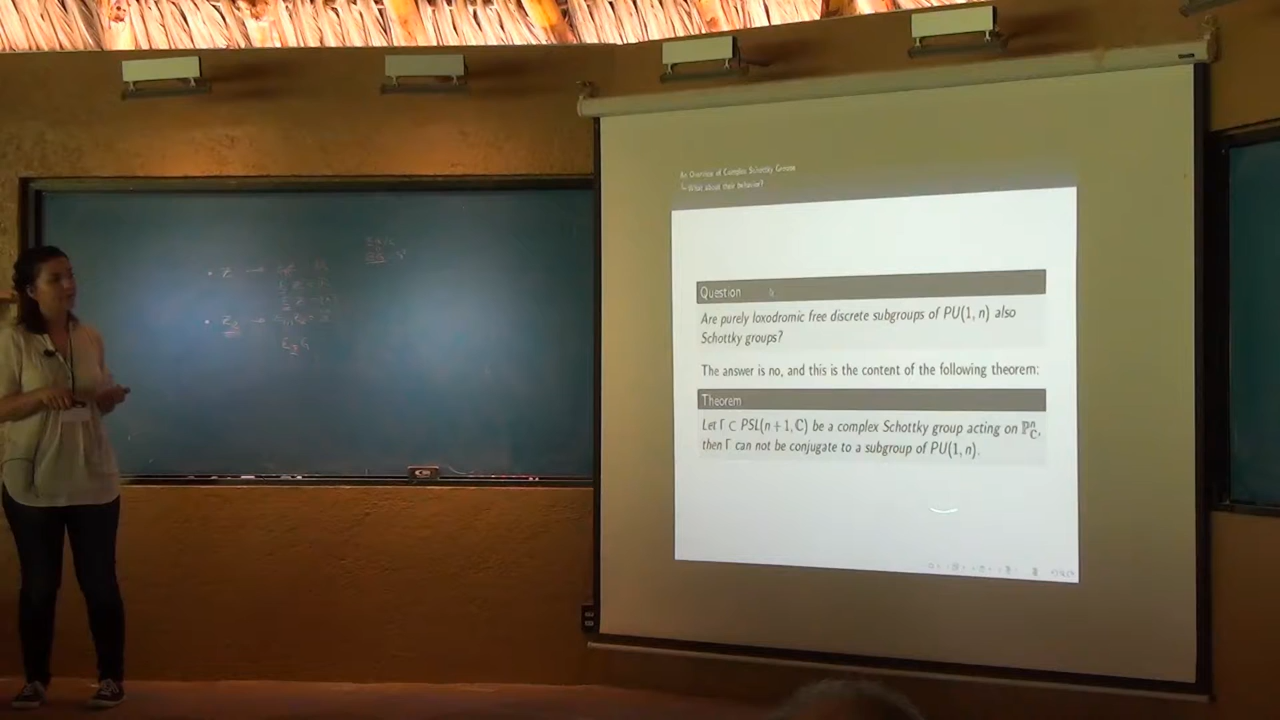 An Overview of Complex Schottky Groups
What about their behavior?
Question
Are purely loxodromic free discrete subgroups of PU(1, n) also
Schottky groups?
The answer is no, and this is the content of the following theorem:
Theorem
Let Γ ⊂ PSL(n + 1, ℂ) be a complex Schottky group acting on ℙⁿ_ℂ,
then Γ can not be conjugate to a subgroup of PU(1, n).